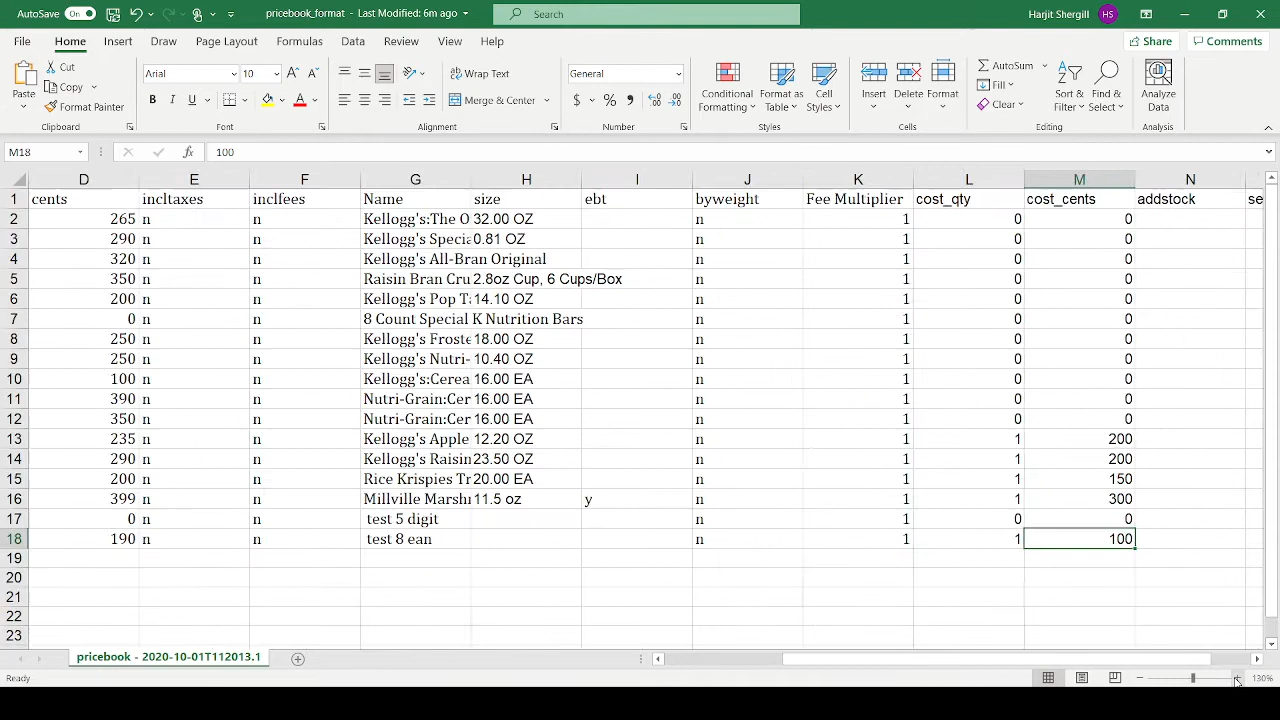 AutoSave On pricebook_format - Last Modified: 6m ago Search Harjit Shergill HS
File Home Insert Draw Page Layout Formulas Data Review View Help Share Comments
Paste Cut Copy Format Painter Clipboard
Arial 10 B I U A Font
Wrap Text Merge & Center Alignment
General $ % , Number
Conditional Formatting Format as Table Cell Styles Styles
Insert Delete Format Cells
AutoSum Fill Clear Sort & Filter Find & Select Editing
Analyze Data Analysis
M18 fx 100
D E F G H I J K L M N
1 cents incltaxes inclfees Name size ebt byweight Fee Multiplier cost_qty cost_cents addstock se
2 265 n n Kellogg's:The O 32.00 OZ n 1 0 0
3 290 n n Kellogg's Specia 0.81 OZ n 1 0 0
4 320 n n Kellogg's All-Bran Original n 1 0 0
5 350 n n Raisin Bran Cru 2.8oz Cup, 6 Cups/Box n 1 0 0
6 200 n n Kellogg's Pop T 14.10 OZ n 1 0 0
7 0 n n 8 Count Special K Nutrition Bars n 1 0 0
8 250 n n Kellogg's Froste 18.00 OZ n 1 0 0
9 250 n n Kellogg's Nutri- 10.40 OZ n 1 0 0
10 100 n n Kellogg's:Cerea 16.00 EA n 1 0 0
11 390 n n Nutri-Grain:Cer 16.00 EA n 1 0 0
12 350 n n Nutri-Grain:Cer 16.00 EA n 1 0 0
13 235 n n Kellogg's Apple 12.20 OZ n 1 1 200
14 290 n n Kellogg's Raisin 23.50 OZ n 1 1 200
15 200 n n Rice Krispies Tr 20.00 EA n 1 1 150
16 399 n n Millville Marshi 11.5 oz y n 1 1 300
17 0 n n test 5 digit n 1 0 0
18 190 n n test 8 ean n 1 1 100
19
20
21
22
23
pricebook - 2020-10-01T112013.1
Ready 130%